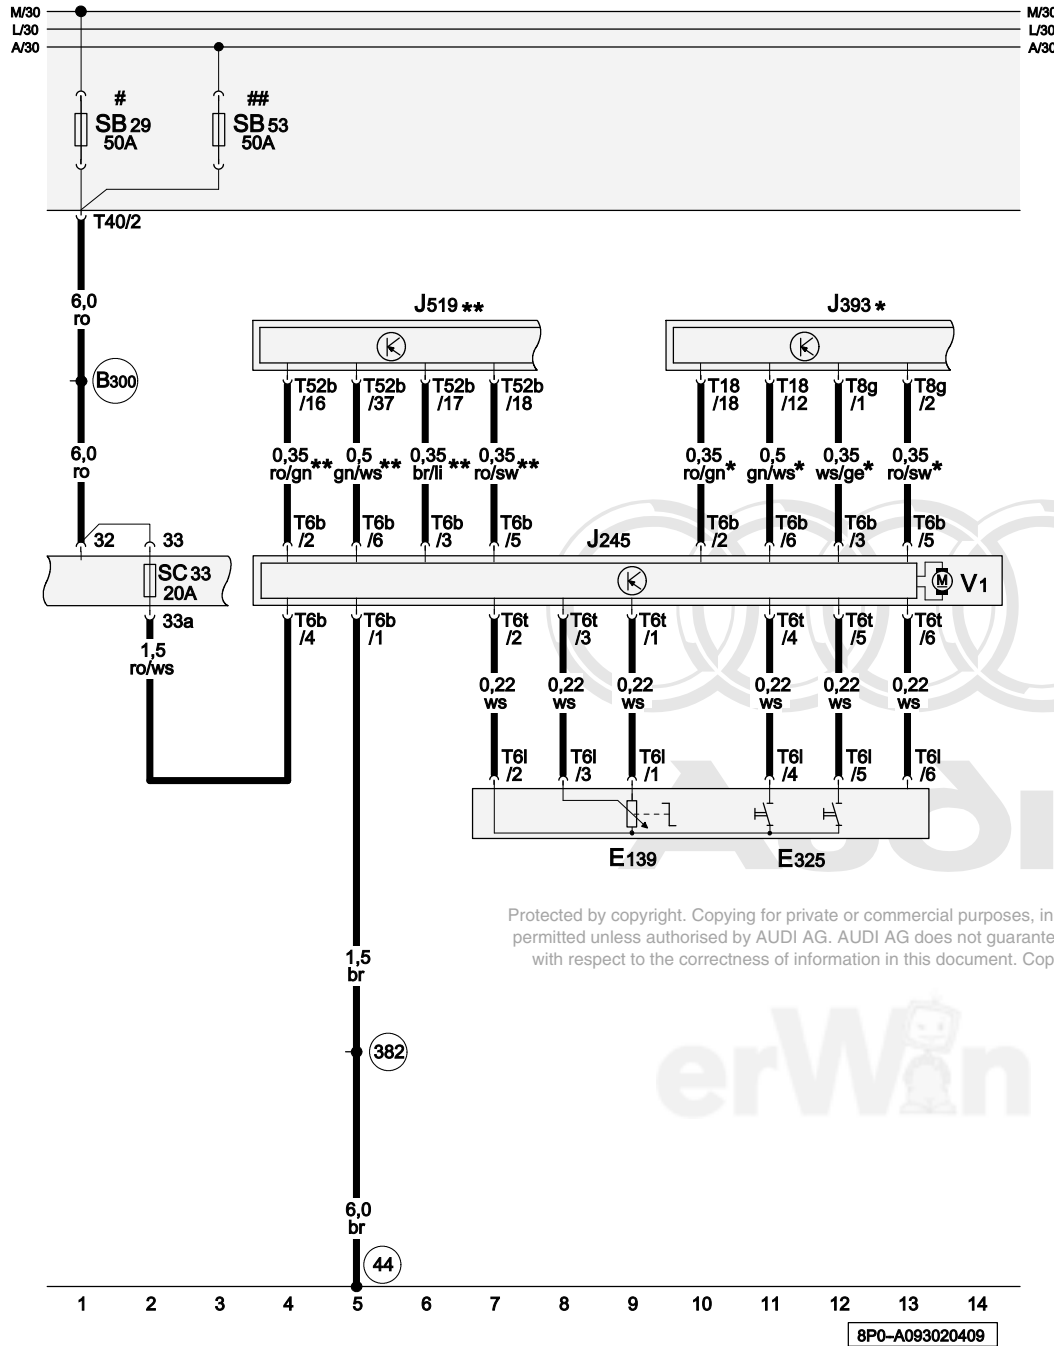 M/30 M/30
L/30 L/30
A/30 A/30
# ##
SB 29 SB 53
50A 50A
T40/2
6,0
ro
J519 ** J393 *
B300
T52b T52b T52b T52b T18 T18 T8g T8g
/16 /37 /17 /18 /18 /12 /1 /2
6,0
ro
0,35 0,5 0,35 0,35 0,35 0,5 0,35 0,35
ro/gn** gn/ws** br/li ** ro/sw** ro/gn* gn/ws* ws/ge* ro/sw*
T6b T6b T6b T6b T6b T6b T6b T6b
/2 /6 /3 /5 /2 /6 /3 /5
32 33 J245
SC 33
20A
M V1
33a
T6b T6b T6t T6t T6t T6t T6t T6t
/4 /1 /2 /3 /1 /4 /5 /6
1,5
ro/ws
0,22 0,22 0,22 0,22 0,22 0,22
ws ws ws ws ws ws
T6l T6l T6l T6l T6l T6l
/2 /3 /1 /4 /5 /6
E139 E325
Audi
Protected by copyright. Copying for private or commercial purposes, in
permitted unless authorised by AUDI AG. AUDI AG does not guarante
with respect to the correctness of information in this document. Cop
1,5
br
382
erWin
6,0
br
44
1 2 3 4 5 6 7 8 9 10 11 12 13 14
8P0-A093020409